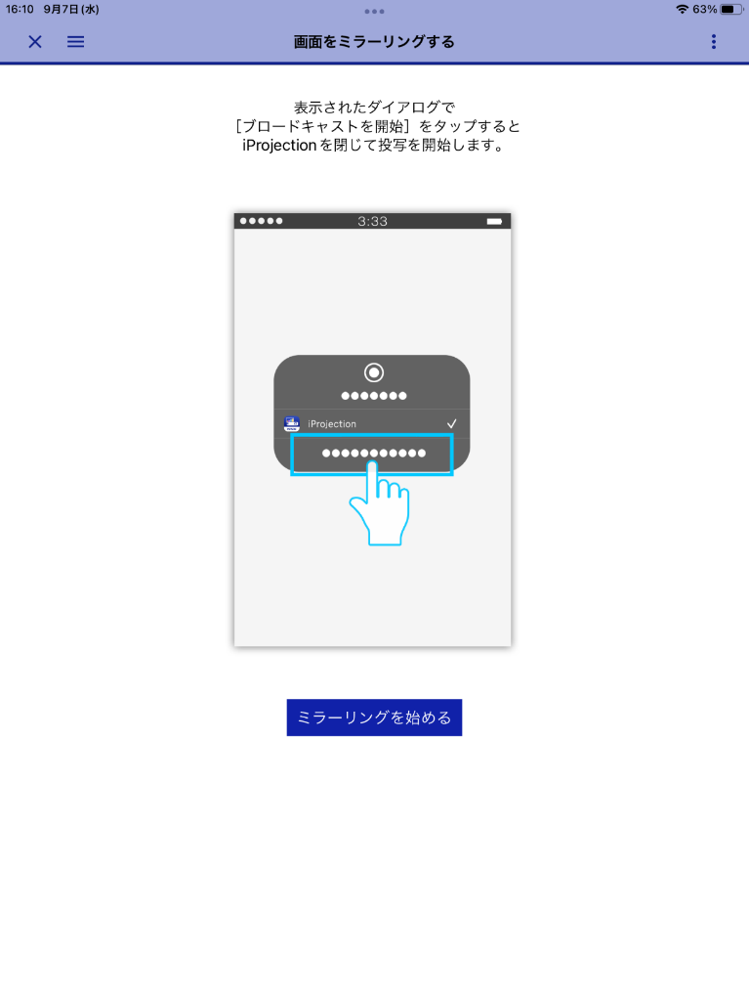 16:10 9月7日(水)
63%
画面をミラーリングする
表示されたダイアログで
［ブロードキャストを開始］をタップすると
iProjectionを閉じて投写を開始します。
3:33
iProjection
ミラーリングを始める